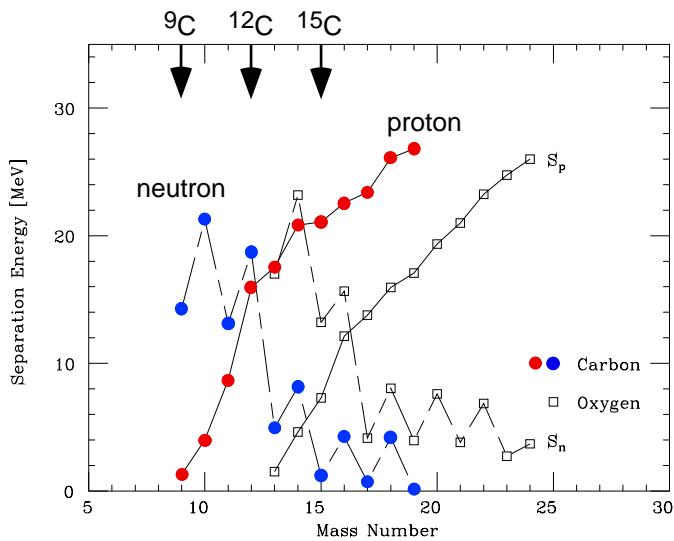 ⁹C ¹²C ¹⁵C
30
20
10
0
Separation Energy [MeV]
proton
neutron
Sₚ
Carbon
Oxygen
Sₙ
5 10 15 20 25 30
Mass Number